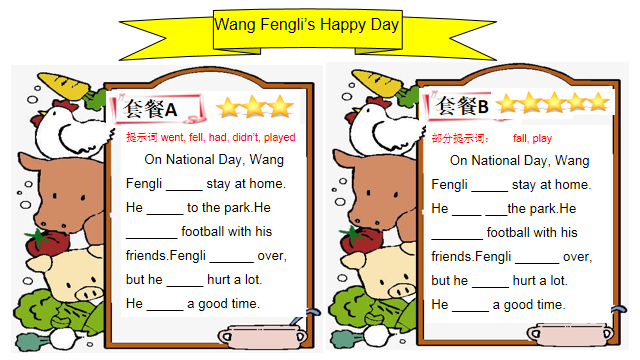 Wang Fengli's Happy Day
套餐A
提示词 went, fell, had, didn't, played
On National Day, Wang
Fengli _____ stay at home.
He _____ to the park.He
_______ football with his
friends.Fengli ______ over,
but he _____ hurt a lot.
He _____ a good time.
套餐B
部分提示词： fall, play
On National Day, Wang
Fengli _____ stay at home.
He ____ ___the park.He
_______ football with his
friends.Fengli ______ over,
but he _____ hurt a lot.
He _____ a good time.